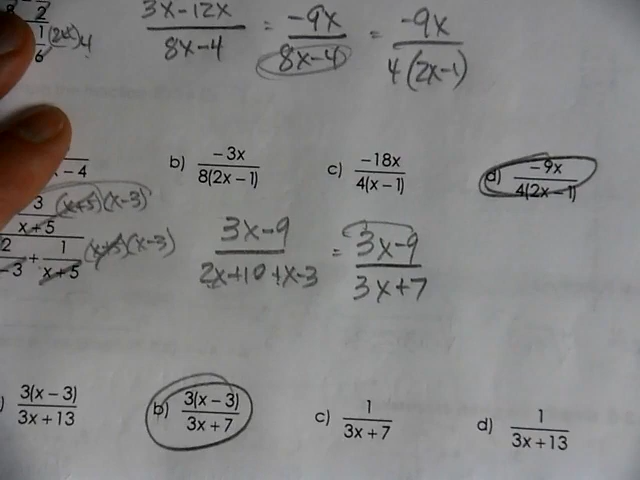 3x-12x / 8x-4 = -9x / 8x-4 = -9x / 4(2x-1)
b) -3x / 8(2x - 1) c) -18x / 4(x - 1) d) -9x / 4(2x - 1)
3 / x + 5 (x+5)(x-3)
1 / x + 5 (x+5)(x-3)
3x-9 / 2x+10+x-3 = 3x-9 / 3x+7
3(x - 3) / 3x + 13 b) 3(x - 3) / 3x + 7 c) 1 / 3x + 7 d) 1 / 3x + 13